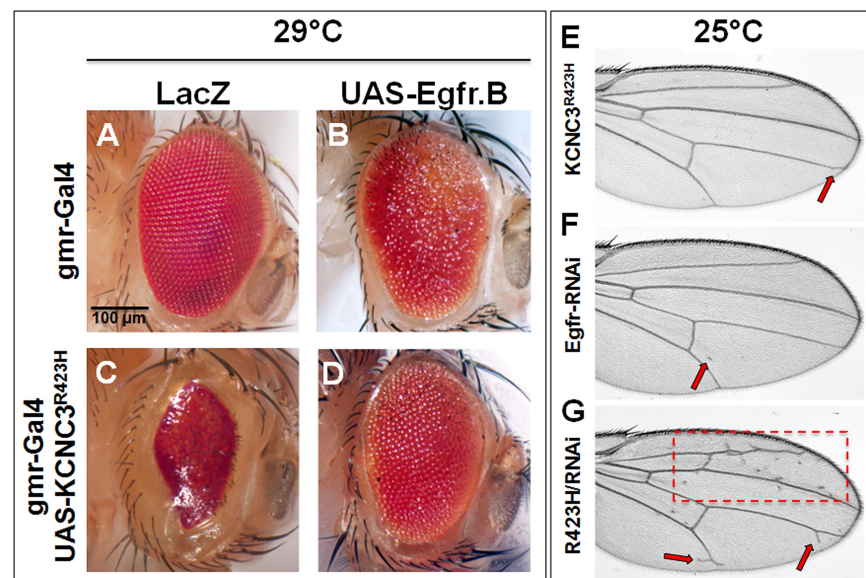 29°C
LacZ
UAS-Egfr.B
gmr-Gal4
A
B
100 µm
gmr-Gal4
UAS-KCNC3R423H
C
D
25°C
E
KCNC3R423H
F
Egfr-RNAi
G
R423H/RNAi